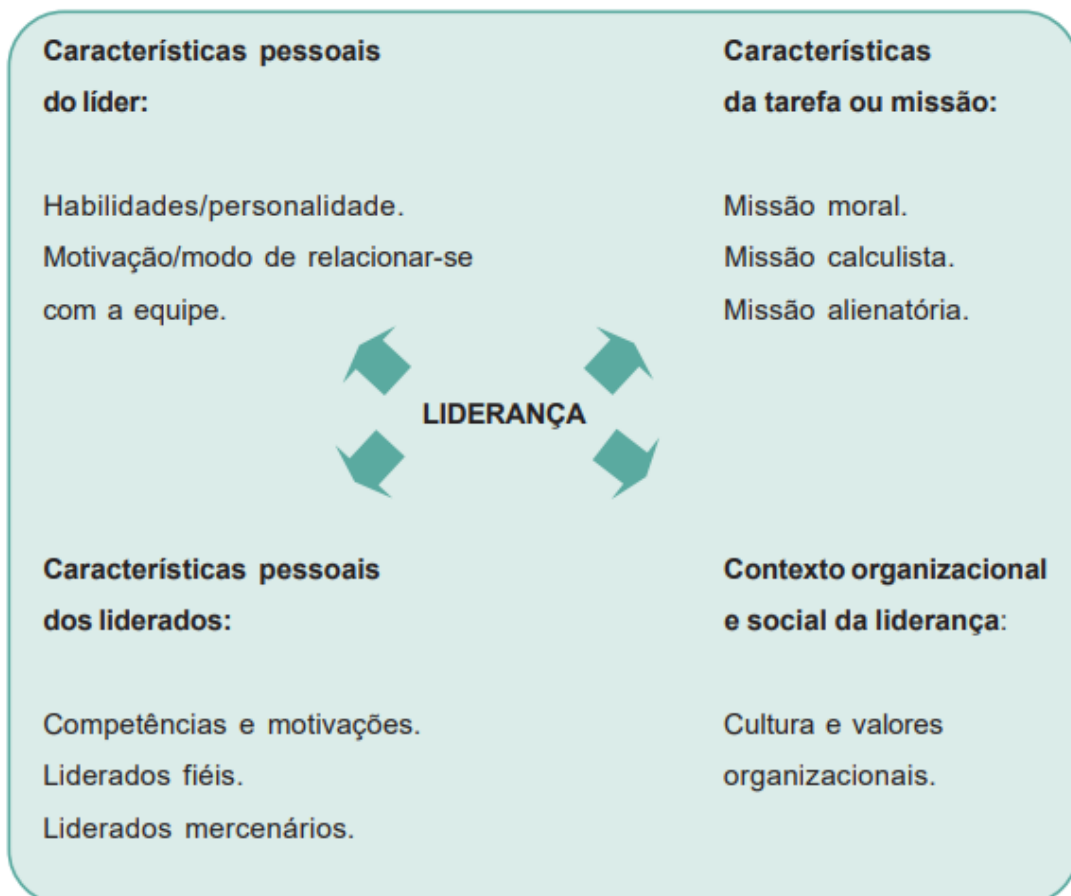 Características pessoais
do líder:
Habilidades/personalidade.
Motivação/modo de relacionar-se
com a equipe.
Características
da tarefa ou missão:
Missão moral.
Missão calculista.
Missão alienatória.
LIDERANÇA
Características pessoais
dos liderados:
Competências e motivações.
Liderados fiéis.
Liderados mercenários.
Contexto organizacional
e social da liderança:
Cultura e valores
organizacionais.